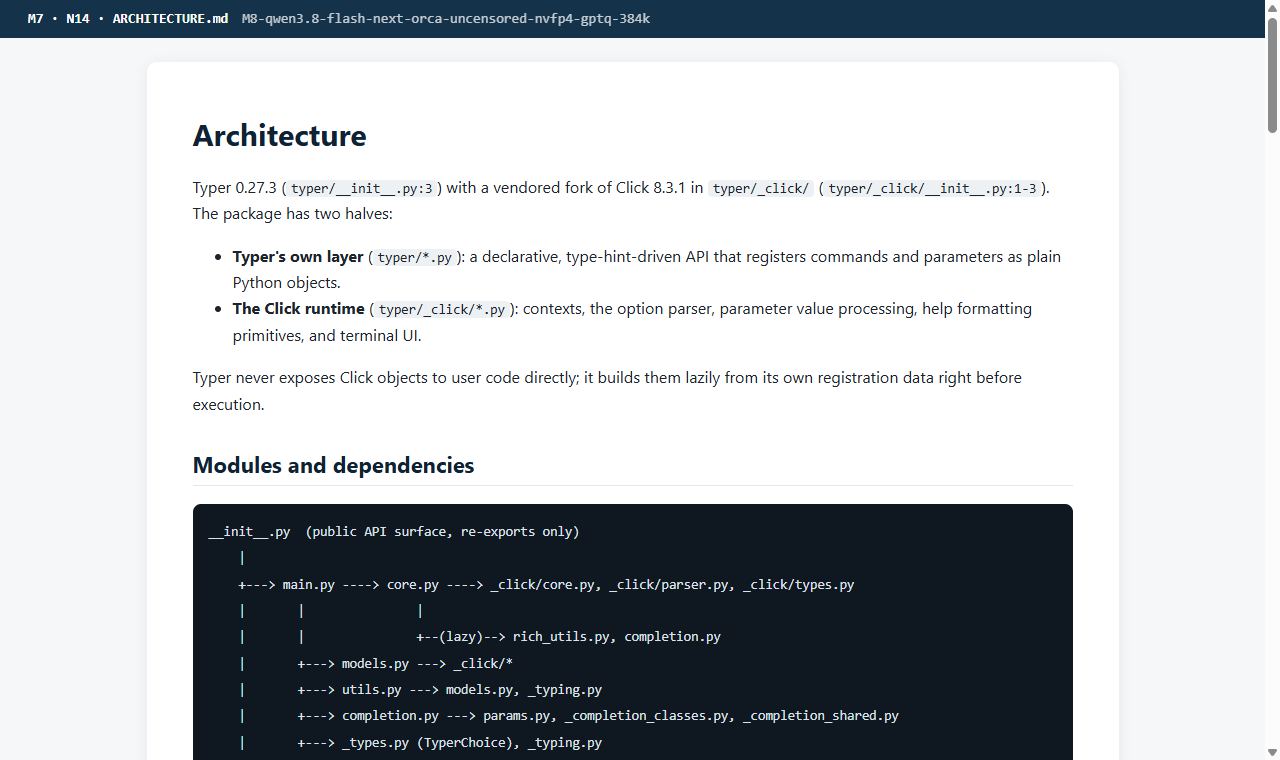 M7 • N14 • ARCHITECTURE.md M8-qwen3.8-flash-next-orca-uncensored-nvfp4-gptq-384k
Architecture
Typer 0.27.3 ( typer/__init__.py:3 ) with a vendored fork of Click 8.3.1 in typer/_click/ ( typer/_click/__init__.py:1-3 ).
The package has two halves:
• Typer's own layer ( typer/*.py ): a declarative, type-hint-driven API that registers commands and parameters as plain
Python objects.
• The Click runtime ( typer/_click/*.py ): contexts, the option parser, parameter value processing, help formatting
primitives, and terminal UI.
Typer never exposes Click objects to user code directly; it builds them lazily from its own registration data right before
execution.
Modules and dependencies
__init__.py  (public API surface, re-exports only)
    |
    +---> main.py ----> core.py ----> _click/core.py, _click/parser.py, _click/types.py
    |       |               |
    |       |               +--(lazy)--> rich_utils.py, completion.py
    |       +---> models.py ---> _click/*
    |       +---> utils.py ---> models.py, _typing.py
    |       +---> completion.py ---> params.py, _completion_classes.py, _completion_shared.py
    |       +---> _types.py (TyperChoice), _typing.py